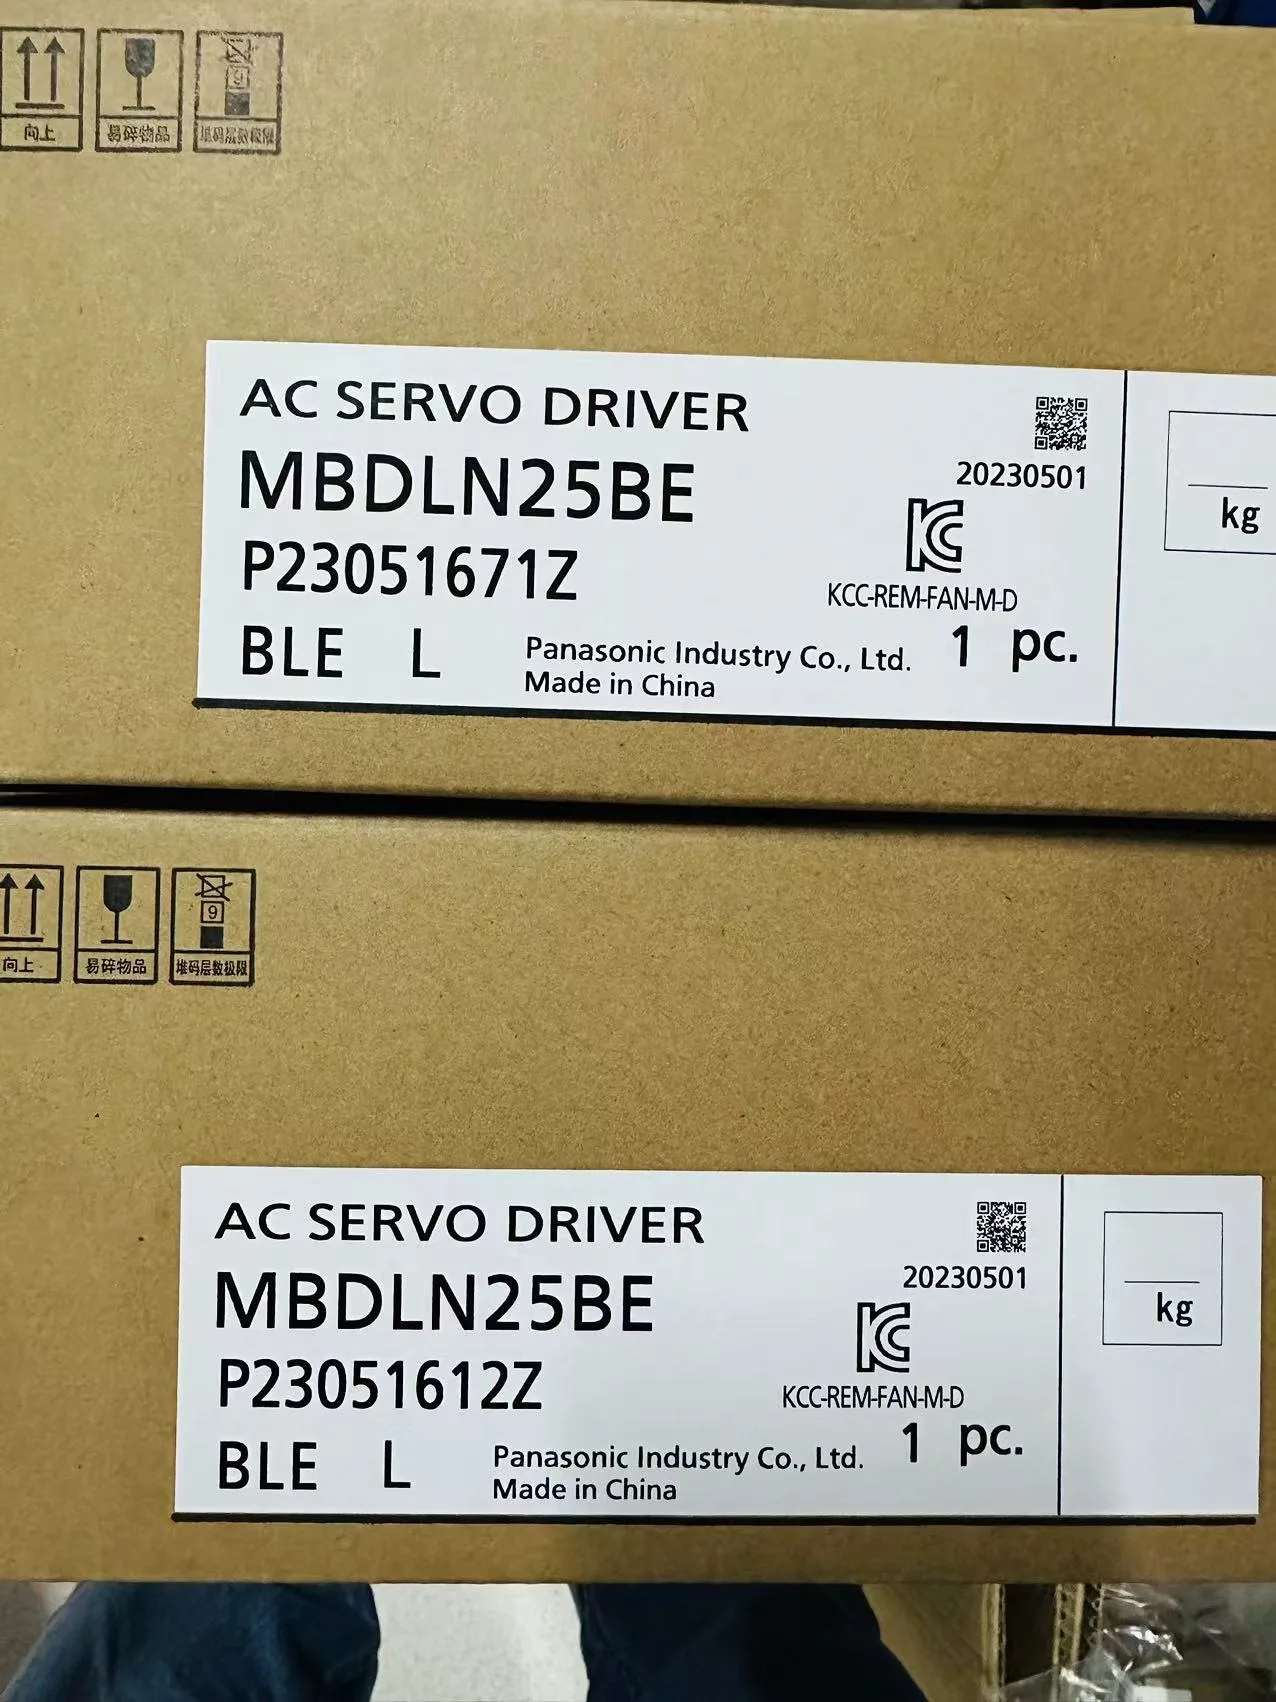 向上 易碎物品 堆码层数极限
AC SERVO DRIVER
MBDLN25BE
20230501
P23051671Z
KCC-REM-FAN-M-D
BLE L
Panasonic Industry Co., Ltd. 1 pc.
Made in China
kg
9
向上 易碎物品 堆码层数极限
AC SERVO DRIVER
MBDLN25BE
20230501
P23051612Z
KCC-REM-FAN-M-D
BLE L
Panasonic Industry Co., Ltd. 1 pc.
Made in China
kg